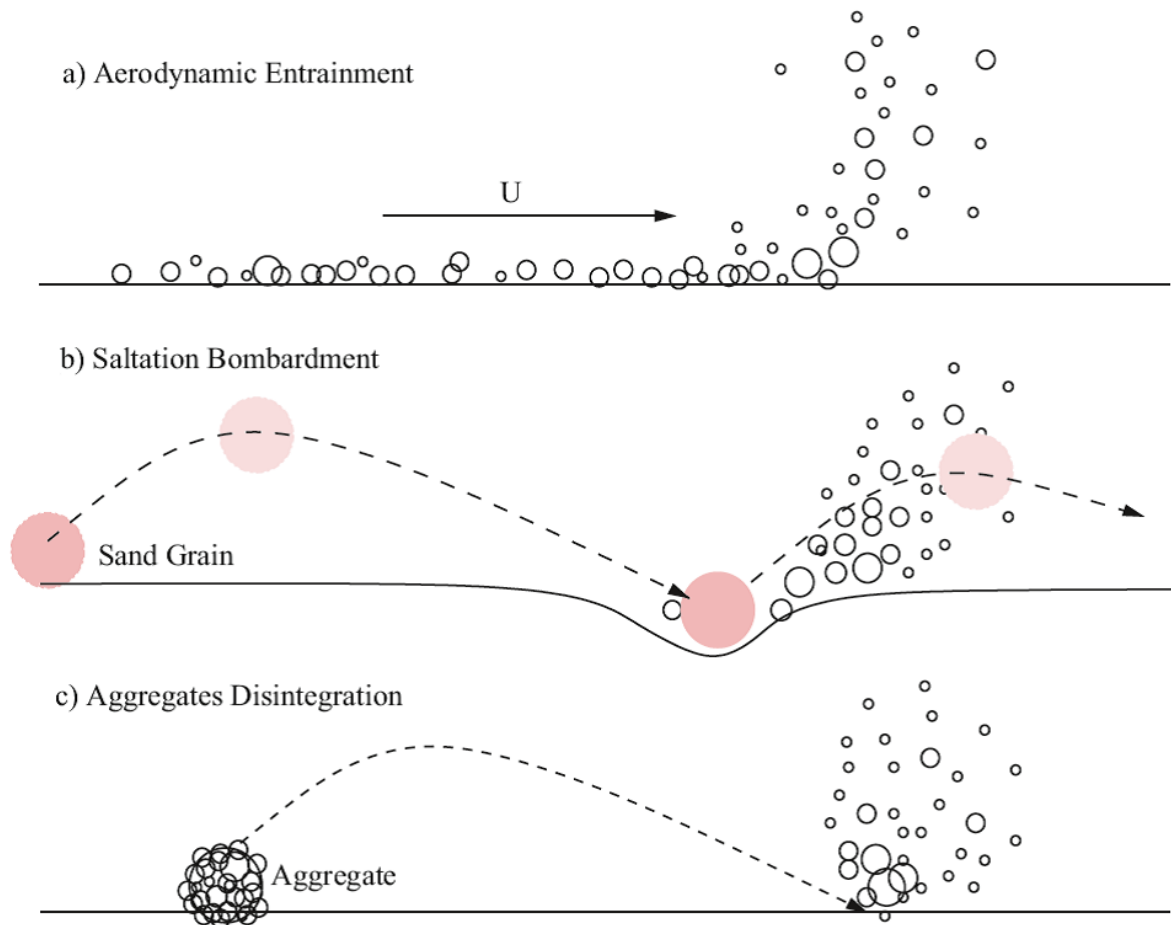 a) Aerodynamic Entrainment
U
b) Saltation Bombardment
Sand Grain
c) Aggregates Disintegration
Aggregate